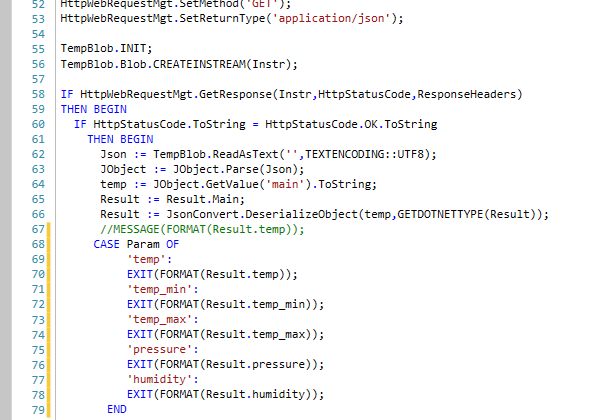 52 HttpWebRequestMgt.SetMethod('GET');
53 HttpWebRequestMgt.SetReturnType('application/json');
54
55 TempBlob.INIT;
56 TempBlob.Blob.CREATEINSTREAM(Instr);
57
58 IF HttpWebRequestMgt.GetResponse(Instr,HttpStatusCode,ResponseHeaders)
59 THEN BEGIN
60 IF HttpStatusCode.ToString = HttpStatusCode.OK.ToString
61 THEN BEGIN
62 Json := TempBlob.ReadAsText('',TEXTENCODING::UTF8);
63 JObject := JObject.Parse(Json);
64 temp := JObject.GetValue('main').ToString;
65 Result := Result.Main;
66 Result := JsonConvert.DeserializeObject(temp,GETDOTNETTYPE(Result));
67 //MESSAGE(FORMAT(Result.temp));
68 CASE Param OF
69 'temp':
70 EXIT(FORMAT(Result.temp));
71 'temp_min':
72 EXIT(FORMAT(Result.temp_min));
73 'temp_max':
74 EXIT(FORMAT(Result.temp_max));
75 'pressure':
76 EXIT(FORMAT(Result.pressure));
77 'humidity':
78 EXIT(FORMAT(Result.humidity));
79 END